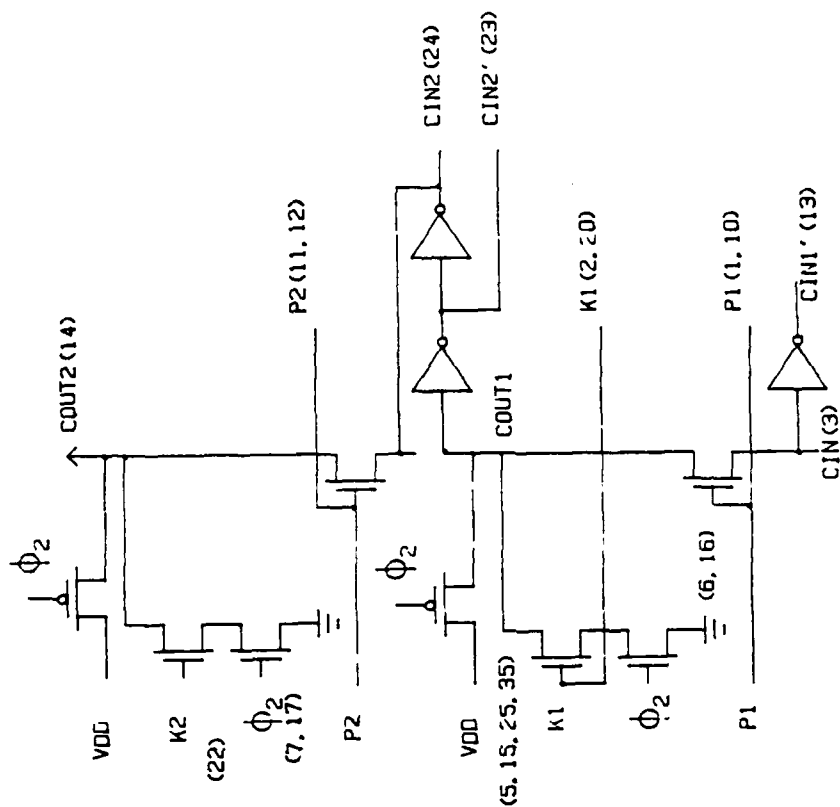 COUT2(14)
ϕ2
VDD
K2
(22)
ϕ2
(7,17)
P2
P2(11,12)
CIN2(24)
CIN2'(23)
ϕ2
VDD
(5,15,25,35)
COUT1
K1
K1(2,20)
ϕ2
(6,16)
P1
P1(1,10)
CIN1'(13)
CIN(3)